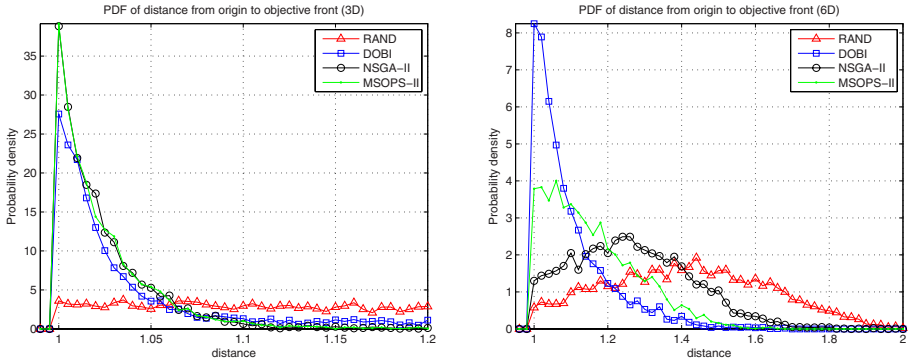 PDF of distance from origin to objective front (3D)
Probability density
35
30
25
20
15
10
5
0
1
1.05
1.1
1.15
1.2
distance
RAND
DOBI
NSGA-II
MSOPS-II
PDF of distance from origin to objective front (6D)
Probability density
8
7
6
5
4
3
2
1
0
1
1.2
1.4
1.6
1.8
2
distance
RAND
DOBI
NSGA-II
MSOPS-II